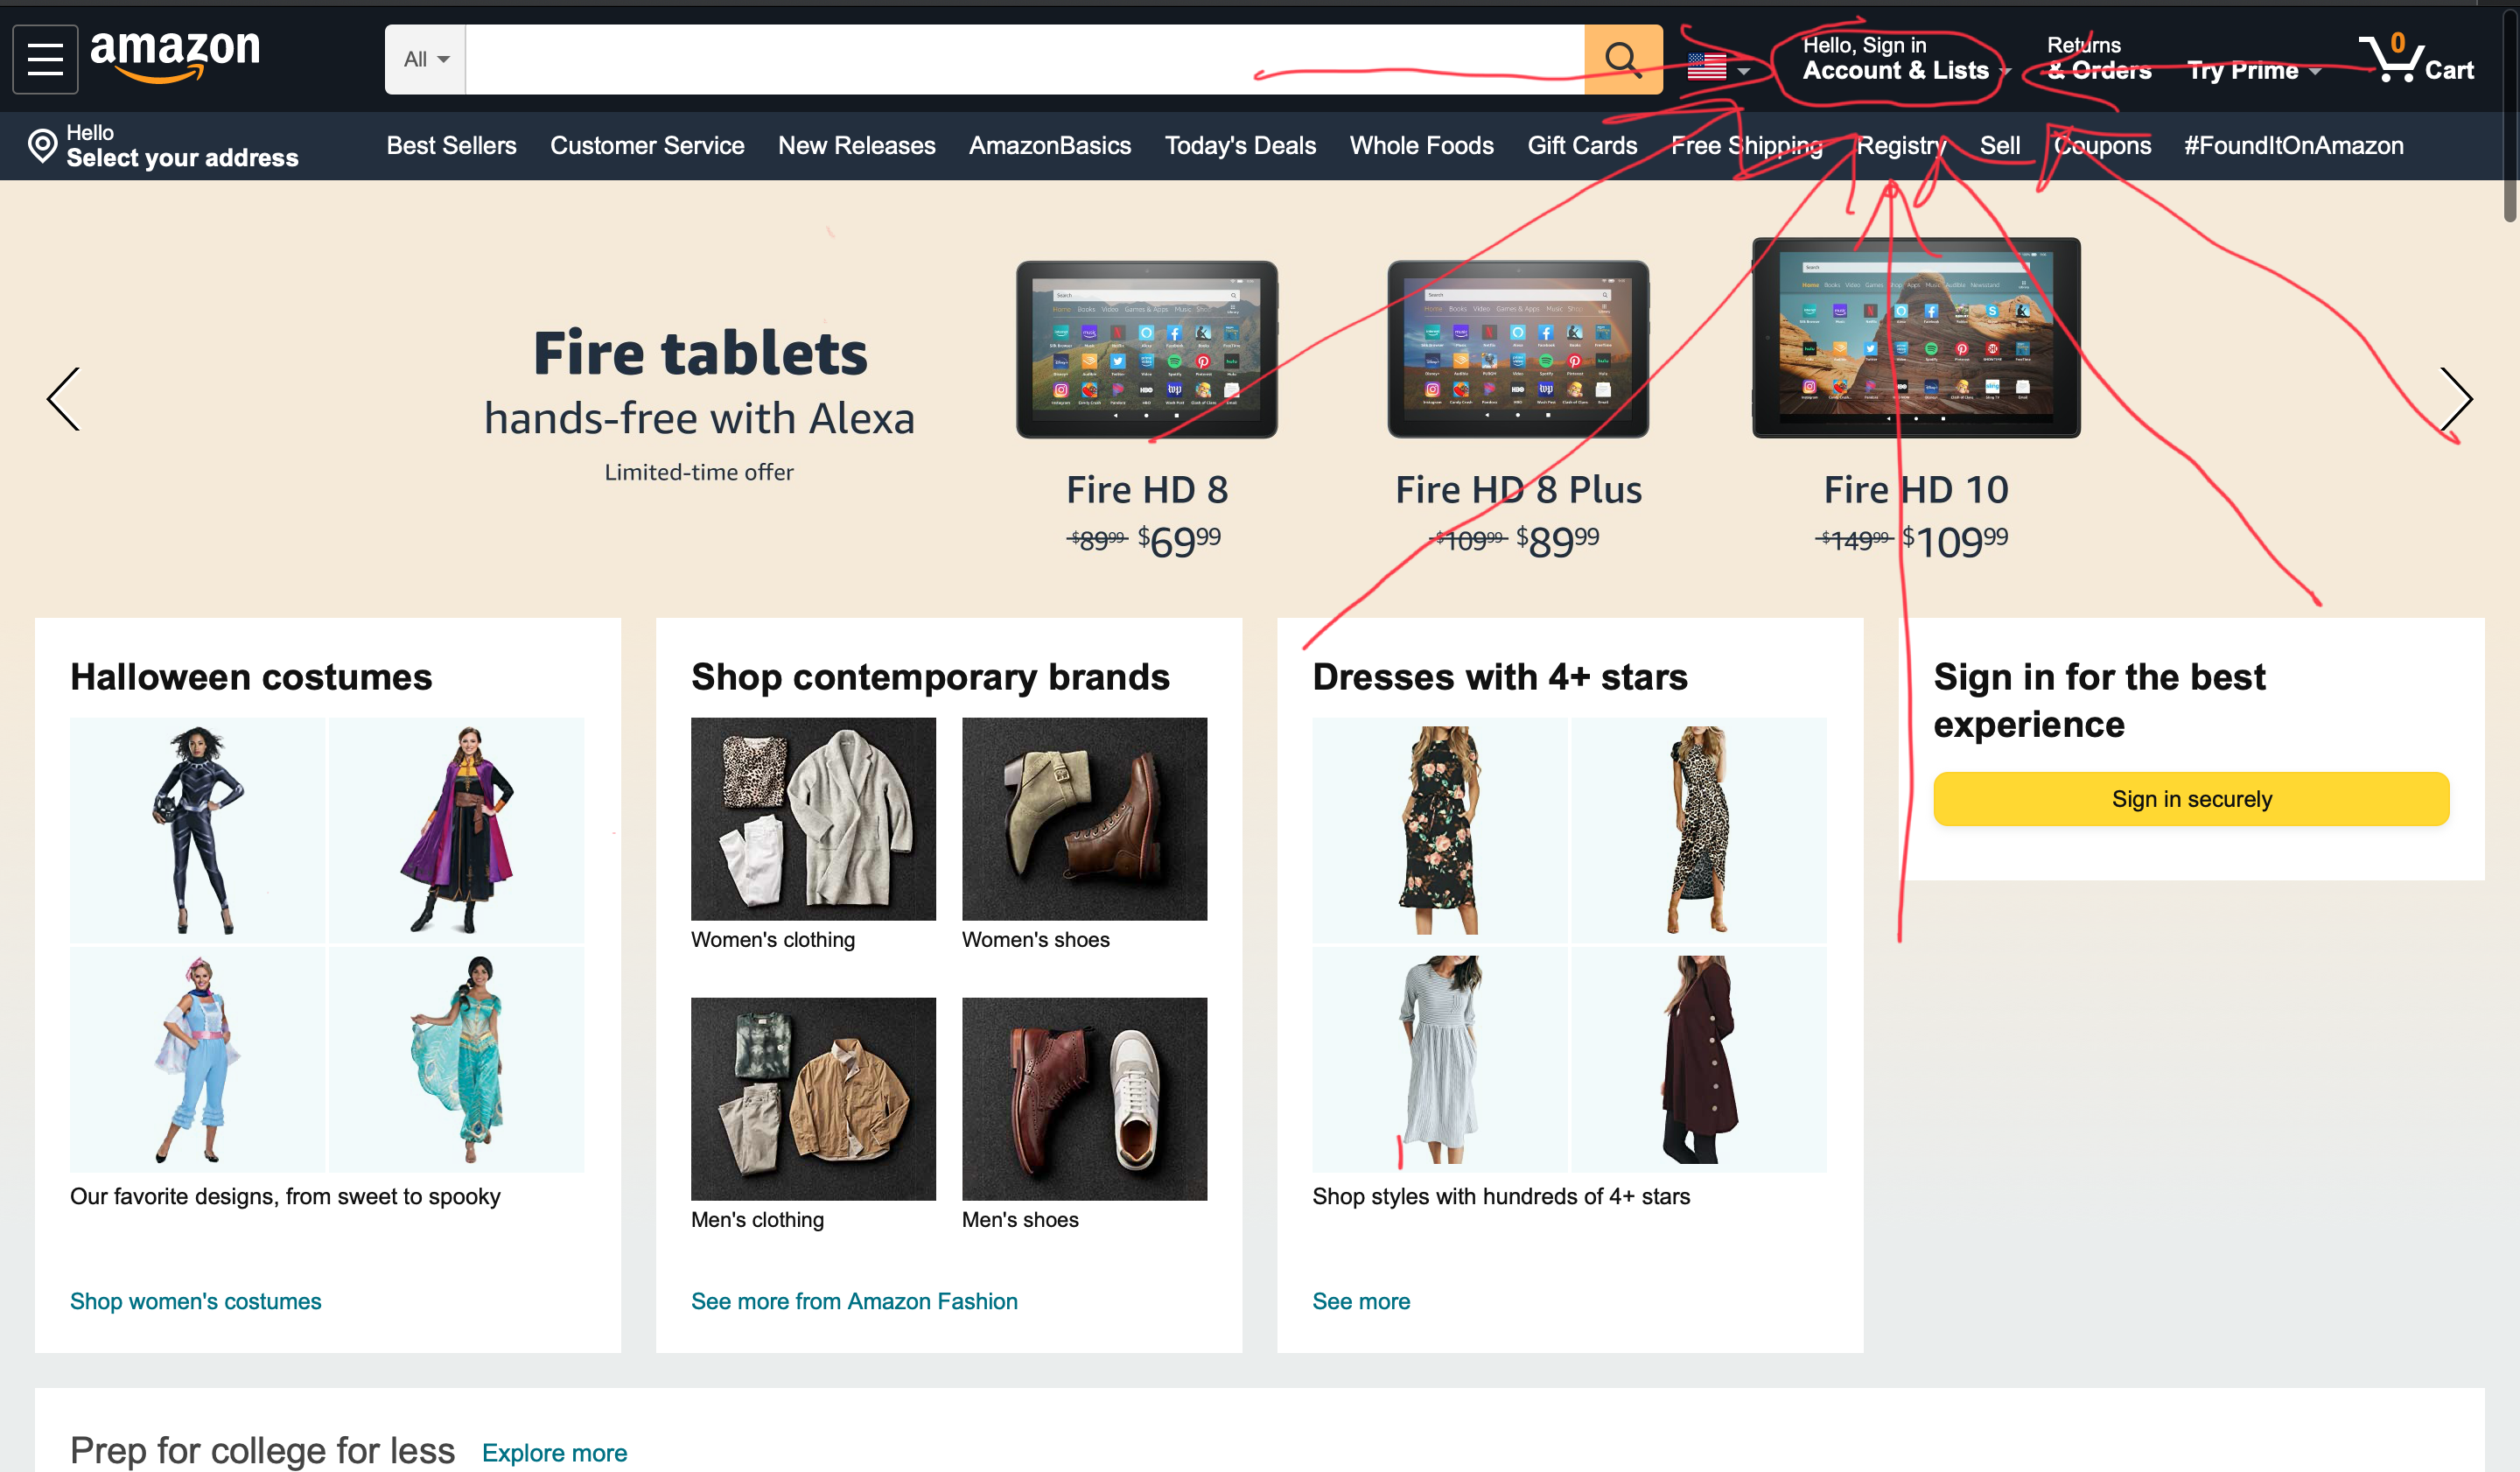 amazon
All
Hello, Sign in
Account & Lists
Returns
& Orders
Try Prime
0
Cart
Hello
Select your address
Best Sellers
Customer Service
New Releases
AmazonBasics
Today's Deals
Whole Foods
Gift Cards
Free Shipping
Registry
Sell
Coupons
#FoundItOnAmazon
Fire tablets
hands-free with Alexa
Limited-time offer
Fire HD 8
$89.99 $69.99
Fire HD 8 Plus
$109.99 $89.99
Fire HD 10
$149.99 $109.99
Halloween costumes
Our favorite designs, from sweet to spooky
Shop women's costumes
Shop contemporary brands
Women's clothing
Women's shoes
Men's clothing
Men's shoes
See more from Amazon Fashion
Dresses with 4+ stars
Shop styles with hundreds of 4+ stars
See more
Sign in for the best
experience
Sign in securely
Prep for college for less
Explore more